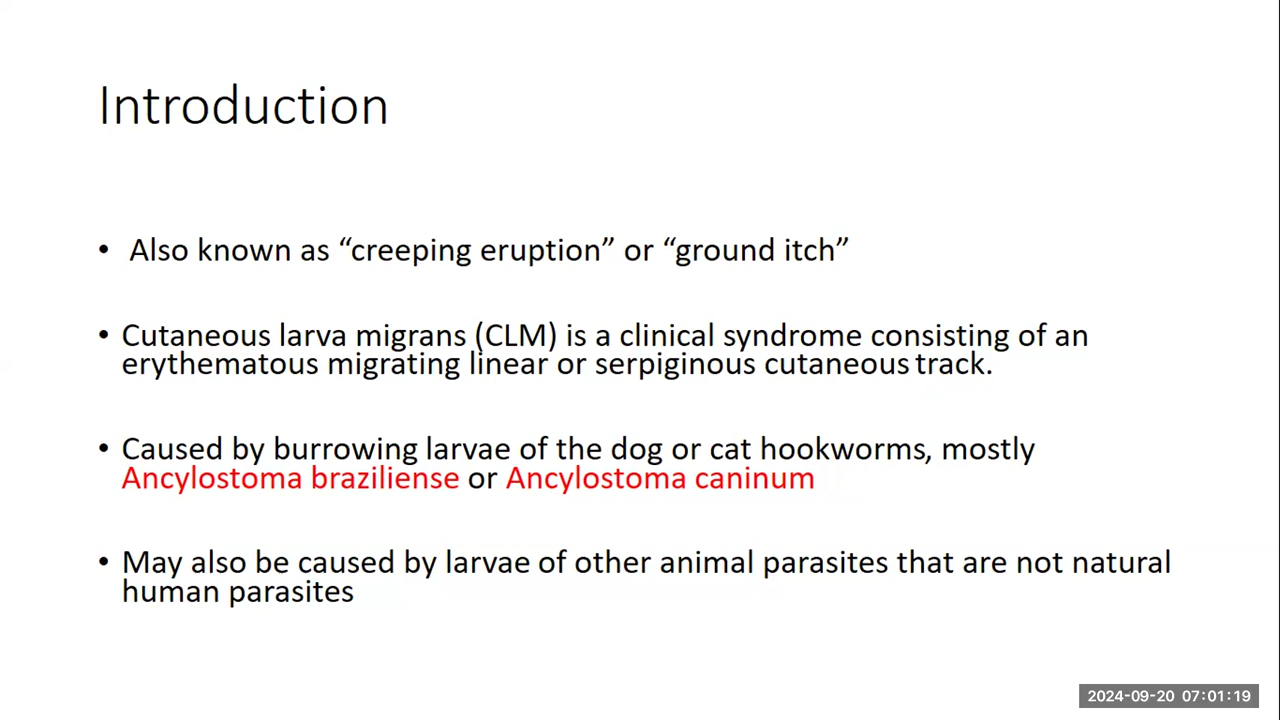 Introduction
• Also known as “creeping eruption” or “ground itch”
• Cutaneous larva migrans (CLM) is a clinical syndrome consisting of an
erythematous migrating linear or serpiginous cutaneous track.
• Caused by burrowing larvae of the dog or cat hookworms, mostly
Ancylostoma braziliense or Ancylostoma caninum
• May also be caused by larvae of other animal parasites that are not natural
human parasites
2024-09-20 07:01:19